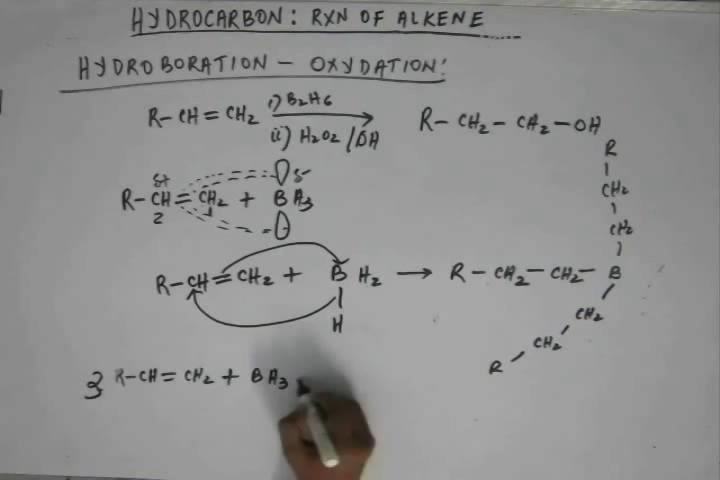 HYDROCARBON: RXN OF ALKENE
HYDROBORATION - OXYDATION:
R-CH=CH2 i) B2H6 R-CH2-CH2-OH
ii) H2O2/OH
δ+ δ-
R-CH=CH2 + BH3
2 1
R-CH=CH2 + B H2 → R-CH2-CH2-B
H
R
CH2
CH2
CH2
CH2
R
3 R-CH=CH2 + BH3